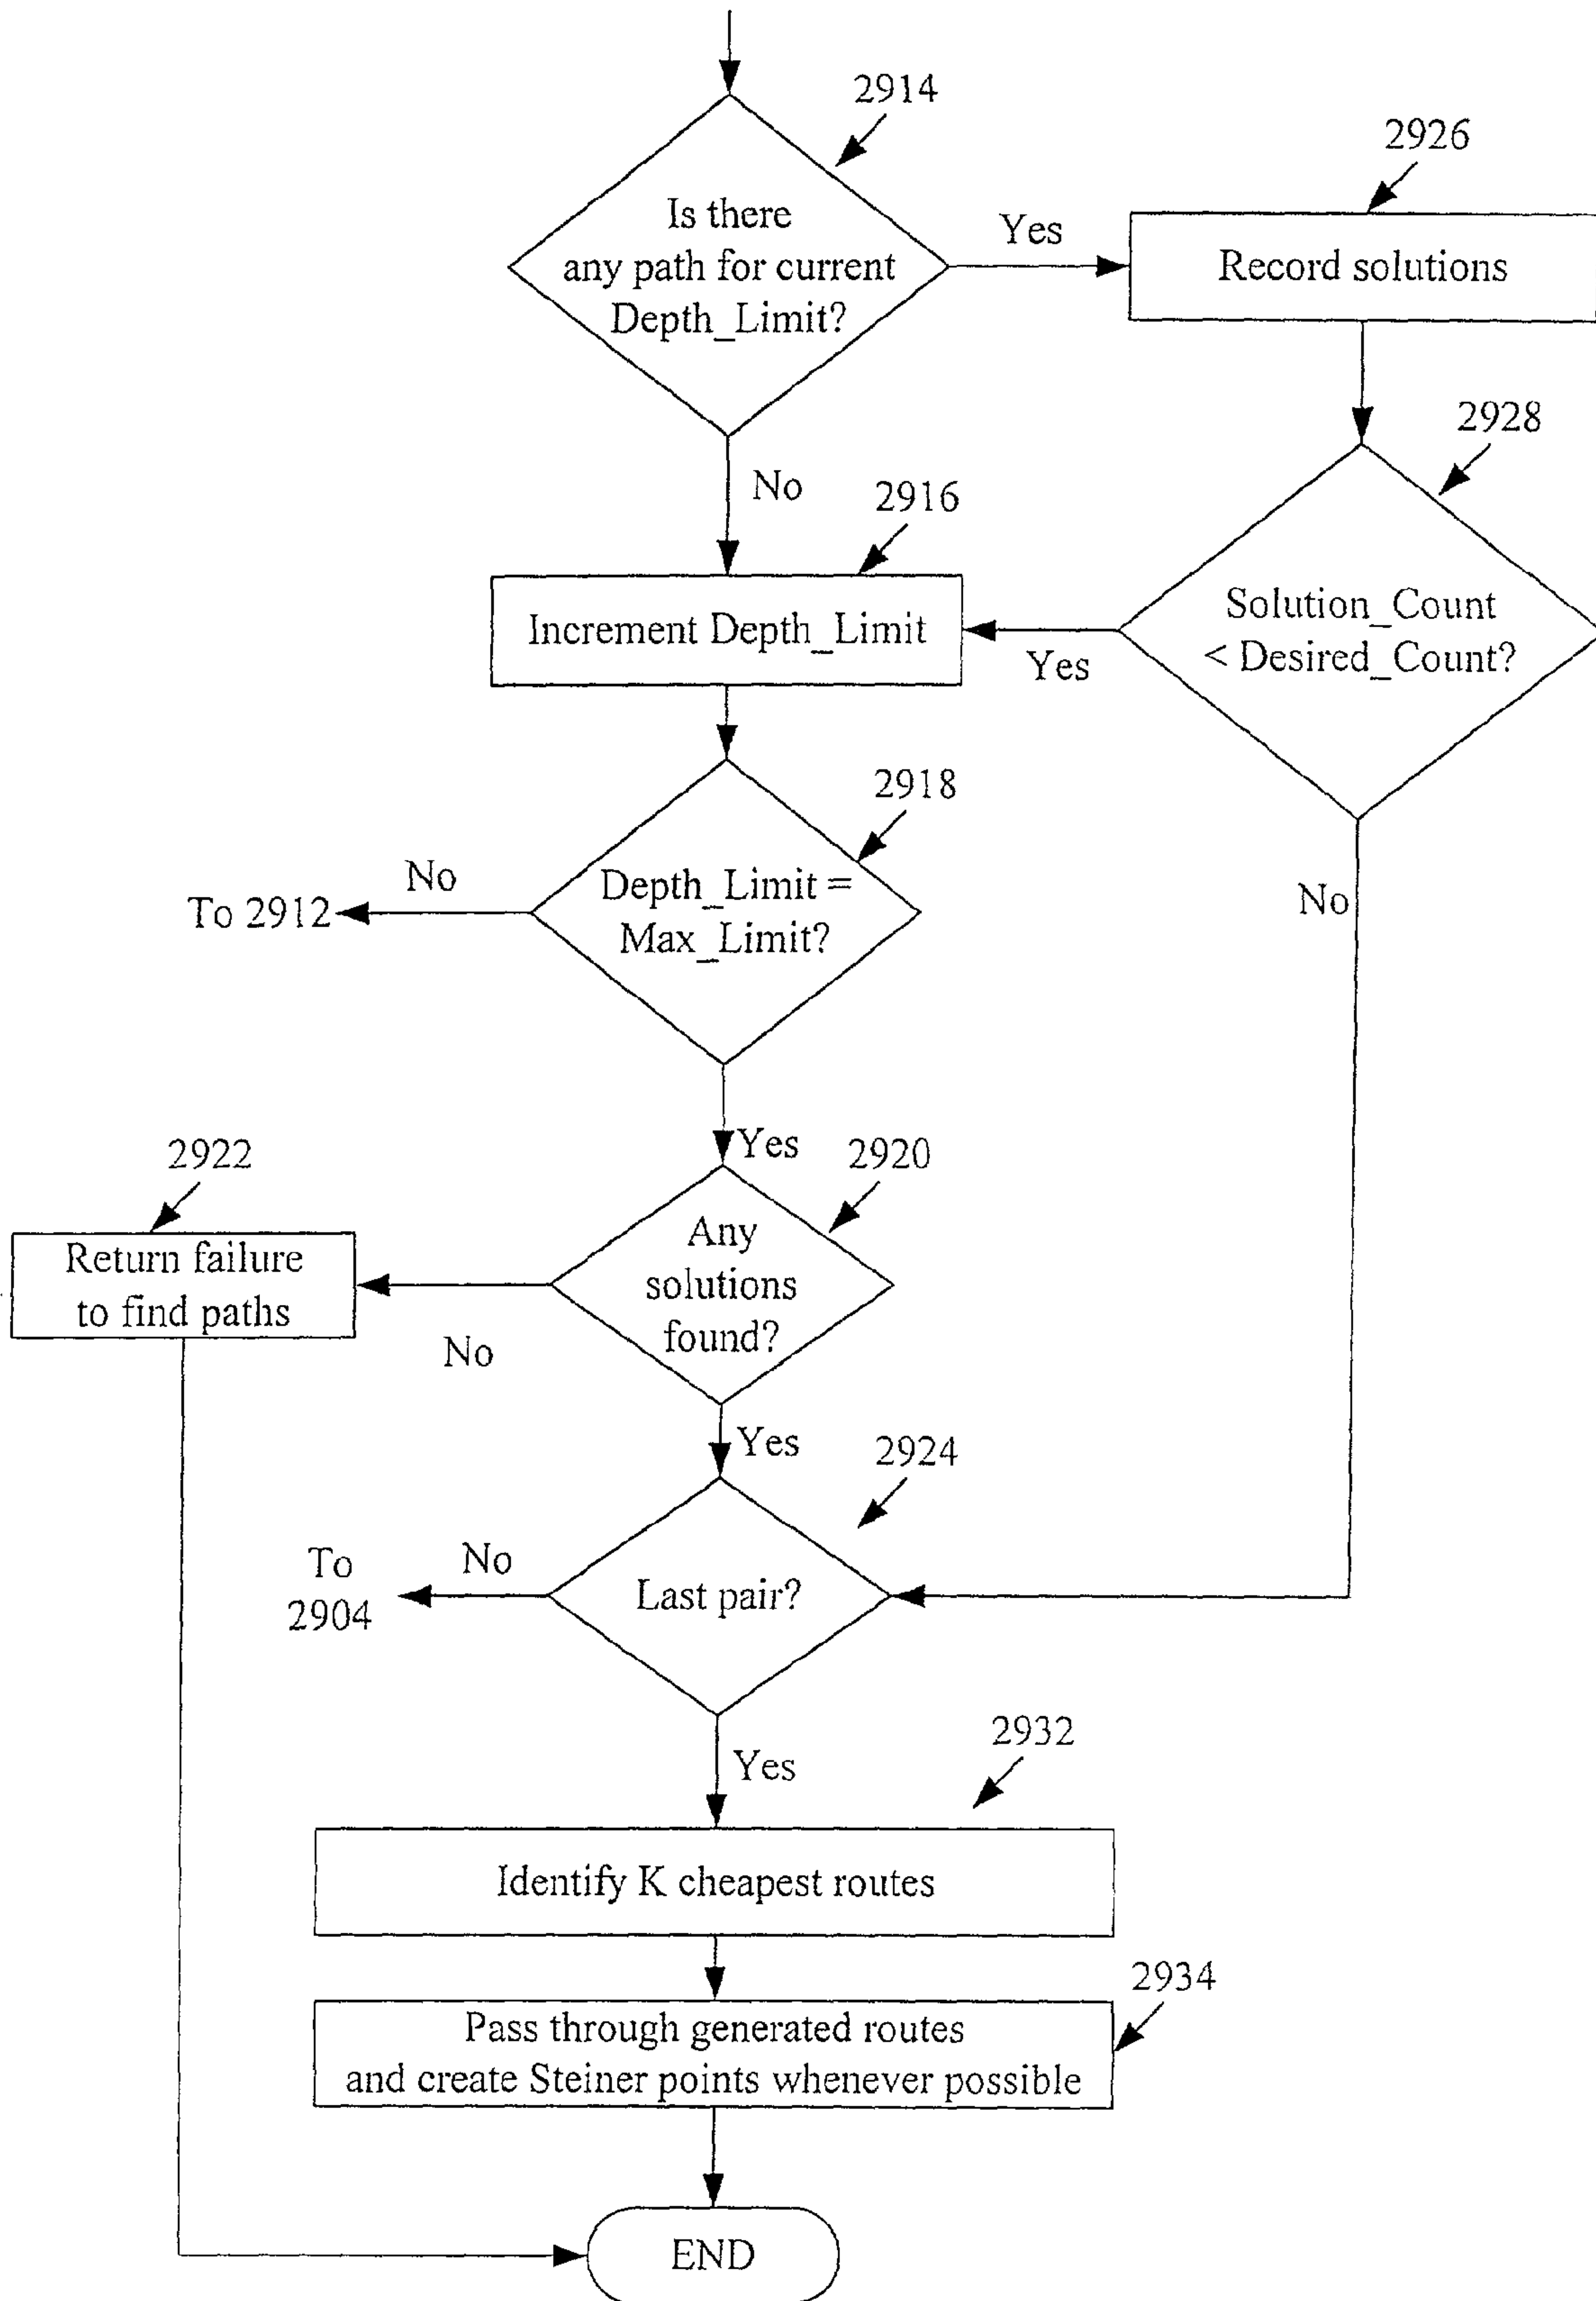 2914
2926
Is there
any path for current
Depth_Limit?
Yes
Record solutions
2928
No
2916
Increment Depth_Limit
Yes
Solution_Count
< Desired_Count?
2918
No
To 2912
Depth_Limit =
Max_Limit?
No
Yes
2922
2920
Return failure
to find paths
Any
solutions
found?
No
Yes
2924
To
2904
No
Last pair?
2932
Yes
Identify K cheapest routes
2934
Pass through generated routes
and create Steiner points whenever possible
END